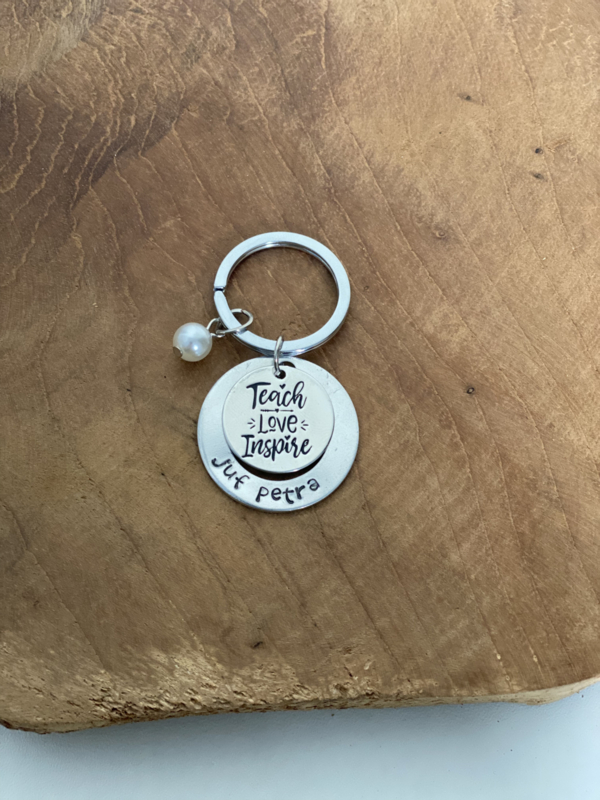 Teach
Love
Inspire
juf petra